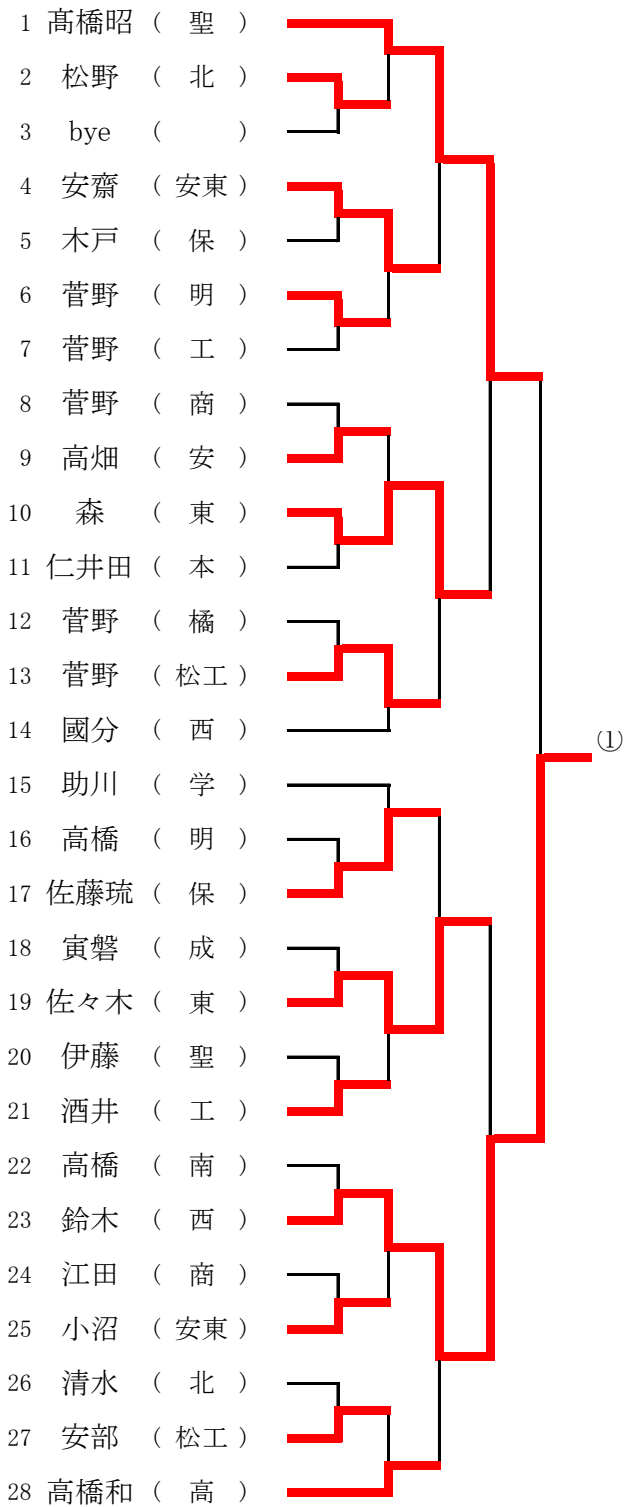 1 髙橋昭 ( 聖 )
2 松野 ( 北 )
3 bye ( )
4 安齋 ( 安東 )
5 木戸 ( 保 )
6 菅野 ( 明 )
7 菅野 ( 工 )
8 菅野 ( 商 )
9 高畑 ( 安 )
10 森 ( 東 )
11 仁井田 ( 本 )
12 菅野 ( 橘 )
13 菅野 ( 松工 )
14 國分 ( 西 )
①
15 助川 ( 学 )
16 高橋 ( 明 )
17 佐藤琉 ( 保 )
18 寅磐 ( 成 )
19 佐々木 ( 東 )
20 伊藤 ( 聖 )
21 酒井 ( 工 )
22 高橋 ( 南 )
23 鈴木 ( 西 )
24 江田 ( 商 )
25 小沼 ( 安東 )
26 清水 ( 北 )
27 安部 ( 松工 )
28 高橋和 ( 高 )